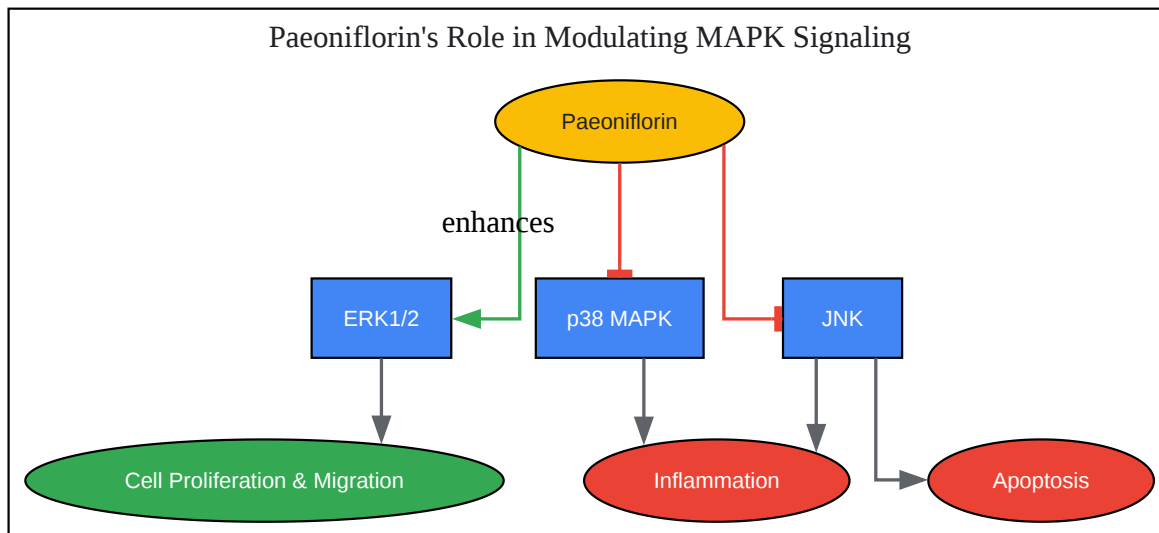 Paeoniflorin's Role in Modulating MAPK Signaling
Paeoniflorin
enhances
ERK1/2
p38 MAPK
JNK
Cell Proliferation & Migration
Inflammation
Apoptosis